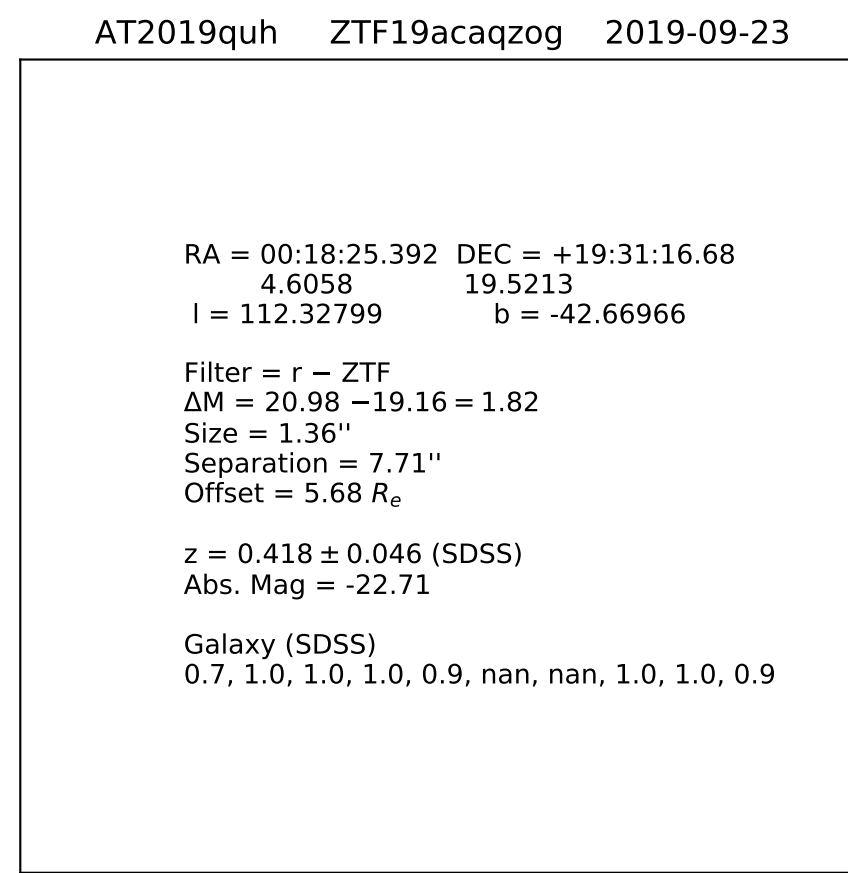 AT2019quh ZTF19acaqzog 2019-09-23
RA = 00:18:25.392 DEC = +19:31:16.68
4.6058 19.5213
l = 112.32799 b = -42.66966
Filter = r − ZTF
ΔM = 20.98 −19.16 = 1.82
Size = 1.36''
Separation = 7.71''
Offset = 5.68 Rₑ
z = 0.418 ± 0.046 (SDSS)
Abs. Mag = -22.71
Galaxy (SDSS)
0.7, 1.0, 1.0, 1.0, 0.9, nan, nan, 1.0, 1.0, 0.9